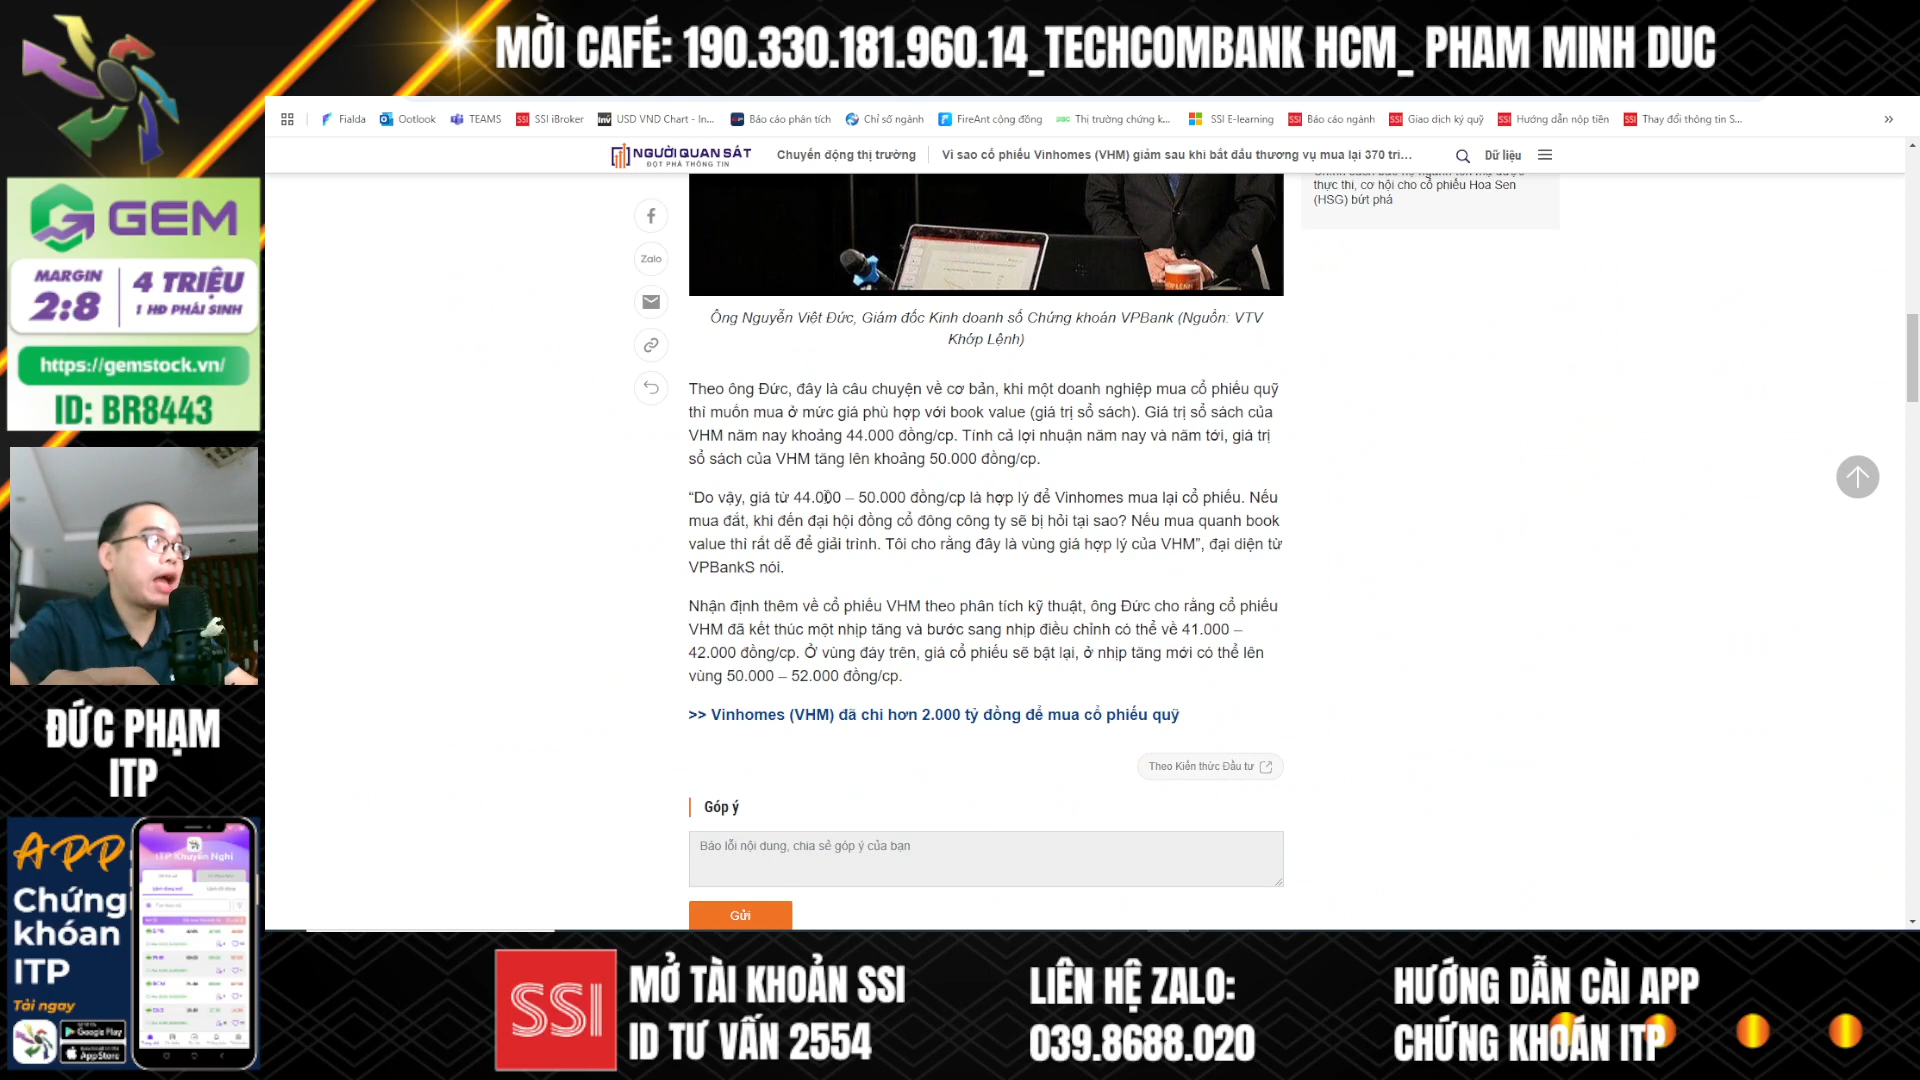 MỜI CAFÉ: 190.330.181.960.14_TECHCOMBANK HCM_ PHAM MINH DUC
GEM
MARGIN
2:8
4 TRIỆU
1 HĐ PHÁI SINH
https://gemstock.vn/
ID: BR8443
ĐỨC PHẠM
ITP
APP
Chứng
khóan
ITP
Tải ngay
Google Play
App Store
ITP Khuyến Nghị
Fialda
Ootlook
TEAMS
SSI iBroker
USD VND Chart - In...
Báo cáo phân tích
Chỉ số ngành
FireAnt cộng đồng
Thị trường chứng k...
SSI E-learning
Báo cáo ngành
Giao dịch ký quỹ
Hướng dẫn nộp tiền
Thay đổi thông tin S...
»
NGƯỜI QUAN SÁT
ĐỌT PHÁ THÔNG TIN
Chuyển động thị trường
Vì sao cổ phiếu Vinhomes (VHM) giảm sau khi bắt đầu thương vụ mua lại 370 tri...
Dữ liệu
thực thi, cơ hội cho cổ phiếu Hoa Sen
(HSG) bứt phá
Zalo
Ông Nguyễn Việt Đức, Giám đốc Kinh doanh số Chứng khoán VPBank (Nguồn: VTV
Khớp Lệnh)
Theo ông Đức, đây là câu chuyện về cơ bản, khi một doanh nghiệp mua cổ phiếu quỹ
thì muốn mua ở mức giá phù hợp với book value (giá trị sổ sách). Giá trị sổ sách của
VHM năm nay khoảng 44.000 đồng/cp. Tính cả lợi nhuận năm nay và năm tới, giá trị
sổ sách của VHM tăng lên khoảng 50.000 đồng/cp.
“Do vậy, giá từ 44.000 – 50.000 đồng/cp là hợp lý để Vinhomes mua lại cổ phiếu. Nếu
mua đắt, khi đến đại hội đồng cổ đông công ty sẽ bị hỏi tại sao? Nếu mua quanh book
value thì rất dễ để giải trình. Tôi cho rằng đây là vùng giá hợp lý của VHM”, đại diện từ
VPBankS nói.
Nhận định thêm về cổ phiếu VHM theo phân tích kỹ thuật, ông Đức cho rằng cổ phiếu
VHM đã kết thúc một nhịp tăng và bước sang nhịp điều chỉnh có thể về 41.000 –
42.000 đồng/cp. Ở vùng đáy trên, giá cổ phiếu sẽ bật lại, ở nhịp tăng mới có thể lên
vùng 50.000 – 52.000 đồng/cp.
>> Vinhomes (VHM) đã chi hơn 2.000 tỷ đồng để mua cổ phiếu quỹ
Theo Kiến thức Đầu tư
Góp ý
Báo lỗi nội dung, chia sẻ góp ý của bạn
Gửi
SSI
MỞ TÀI KHOẢN SSI
ID TƯ VẤN 2554
LIÊN HỆ ZALO:
039.8688.020
HƯỚNG DẪN CÀI APP
CHỨNG KHOÁN ITP